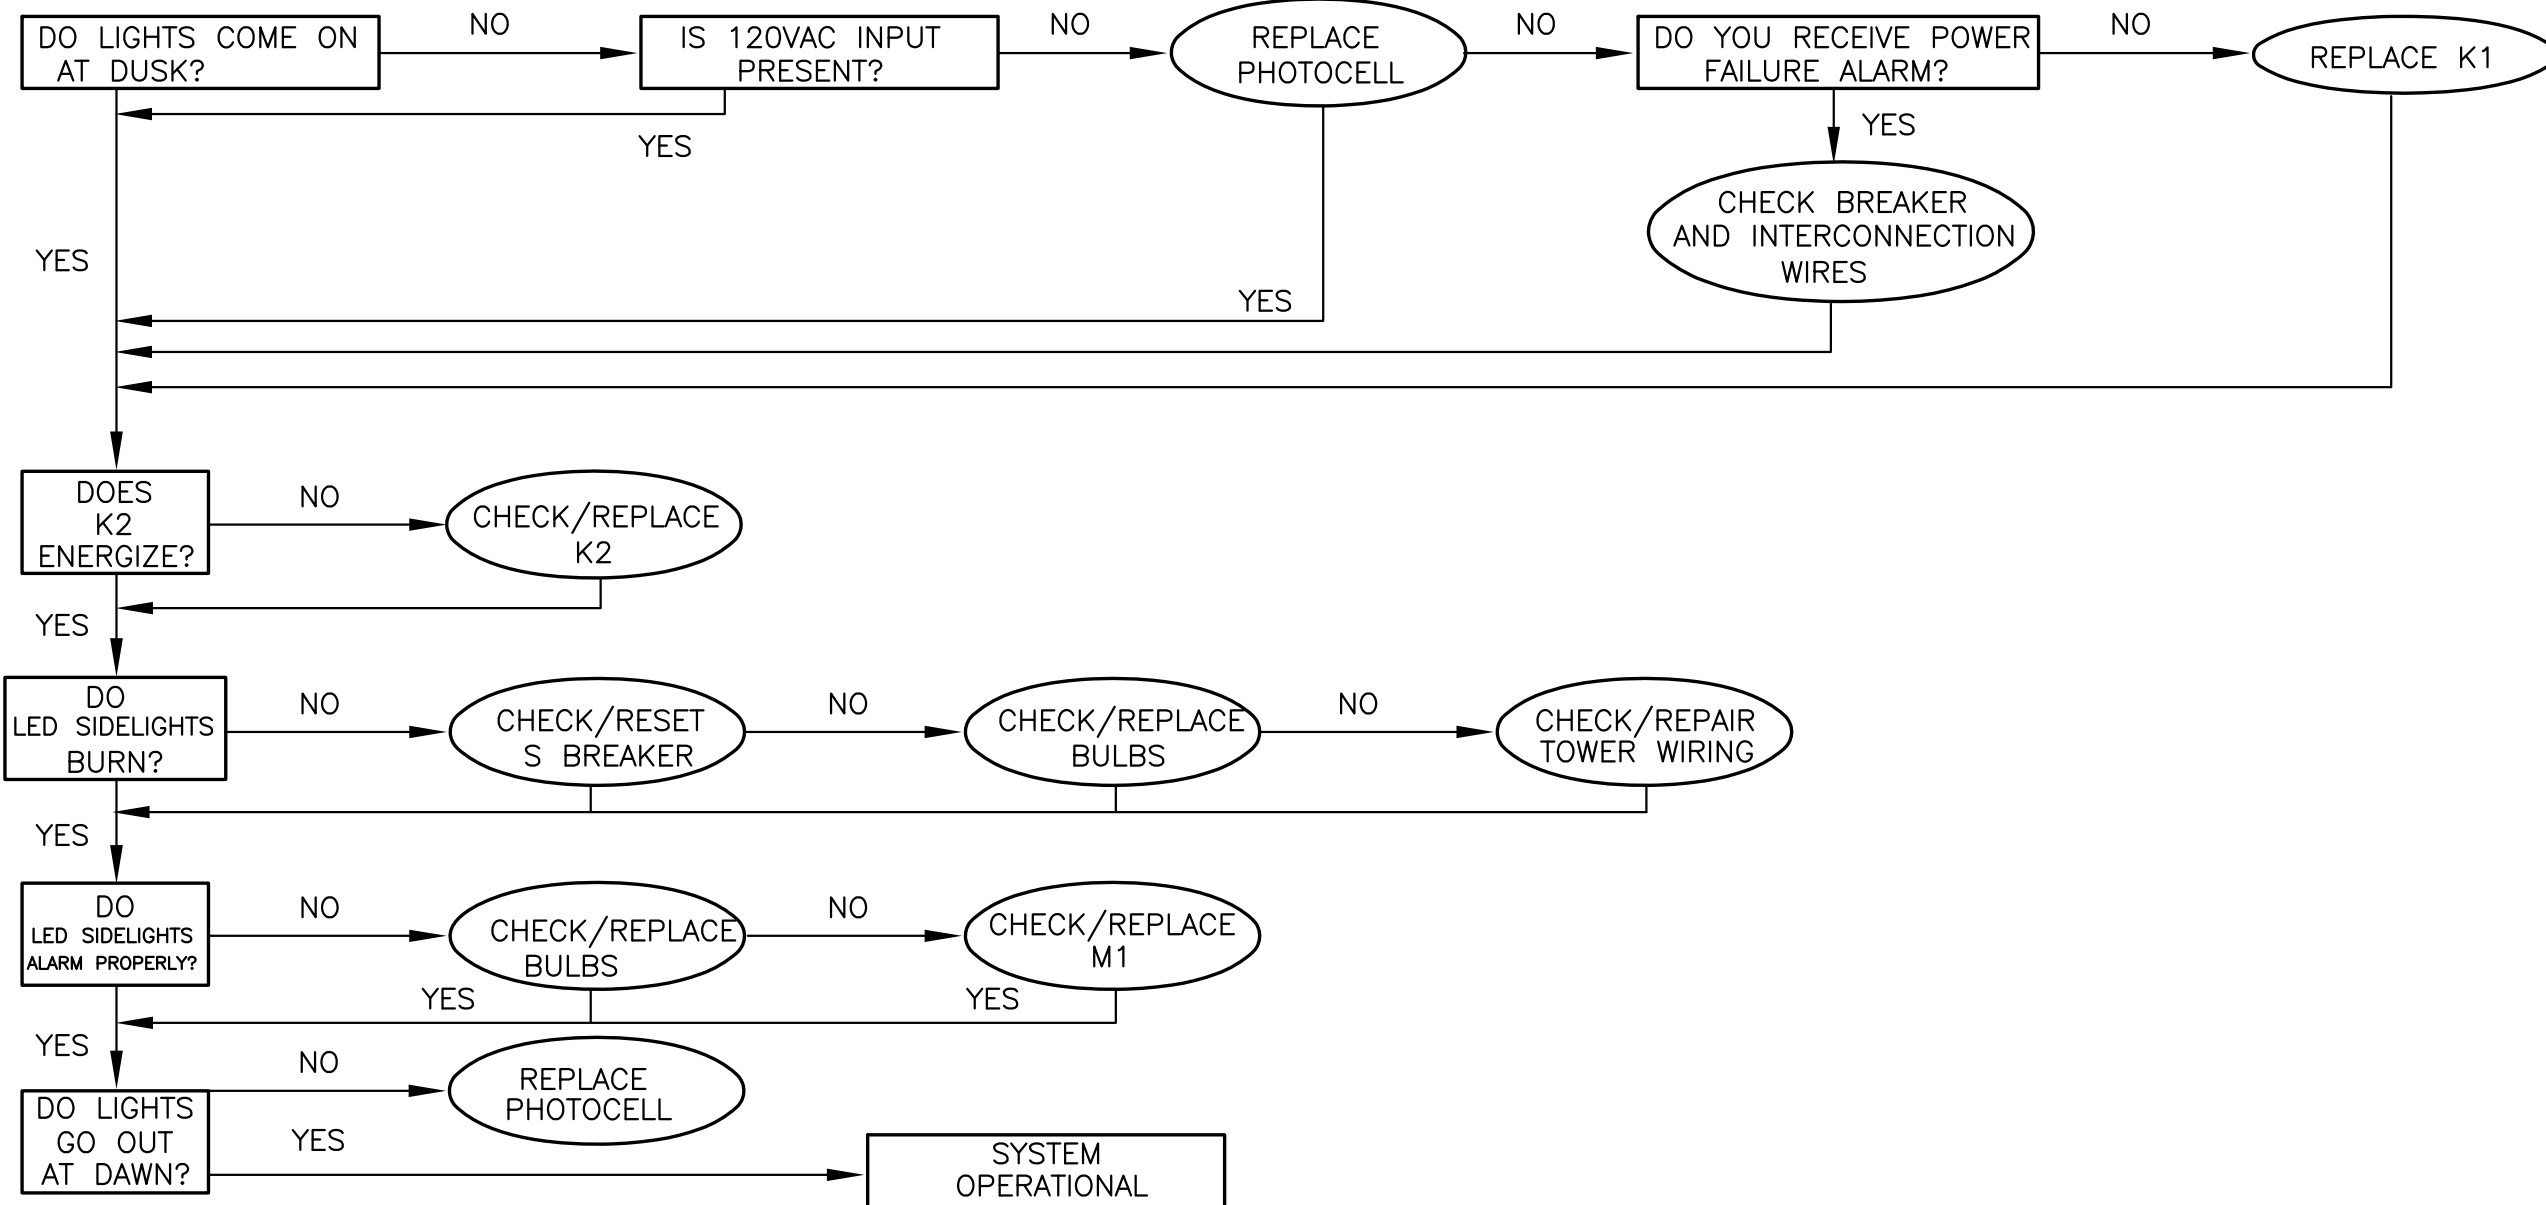 DO LIGHTS COME ON
AT DUSK?
NO
IS 120VAC INPUT
PRESENT?
NO
REPLACE
PHOTOCELL
NO
DO YOU RECEIVE POWER
FAILURE ALARM?
NO
REPLACE K1
YES
YES
CHECK BREAKER
AND INTERCONNECTION
WIRES
YES
YES
DOES
K2
ENERGIZE?
NO
CHECK/REPLACE
K2
YES
DO
LED SIDELIGHTS
BURN?
NO
CHECK/RESET
S BREAKER
NO
CHECK/REPLACE
BULBS
NO
CHECK/REPAIR
TOWER WIRING
YES
DO
LED SIDELIGHTS
ALARM PROPERLY?
NO
CHECK/REPLACE
BULBS
NO
CHECK/REPLACE
M1
YES
YES
YES
NO
REPLACE
PHOTOCELL
DO LIGHTS
GO OUT
AT DAWN?
YES
SYSTEM
OPERATIONAL